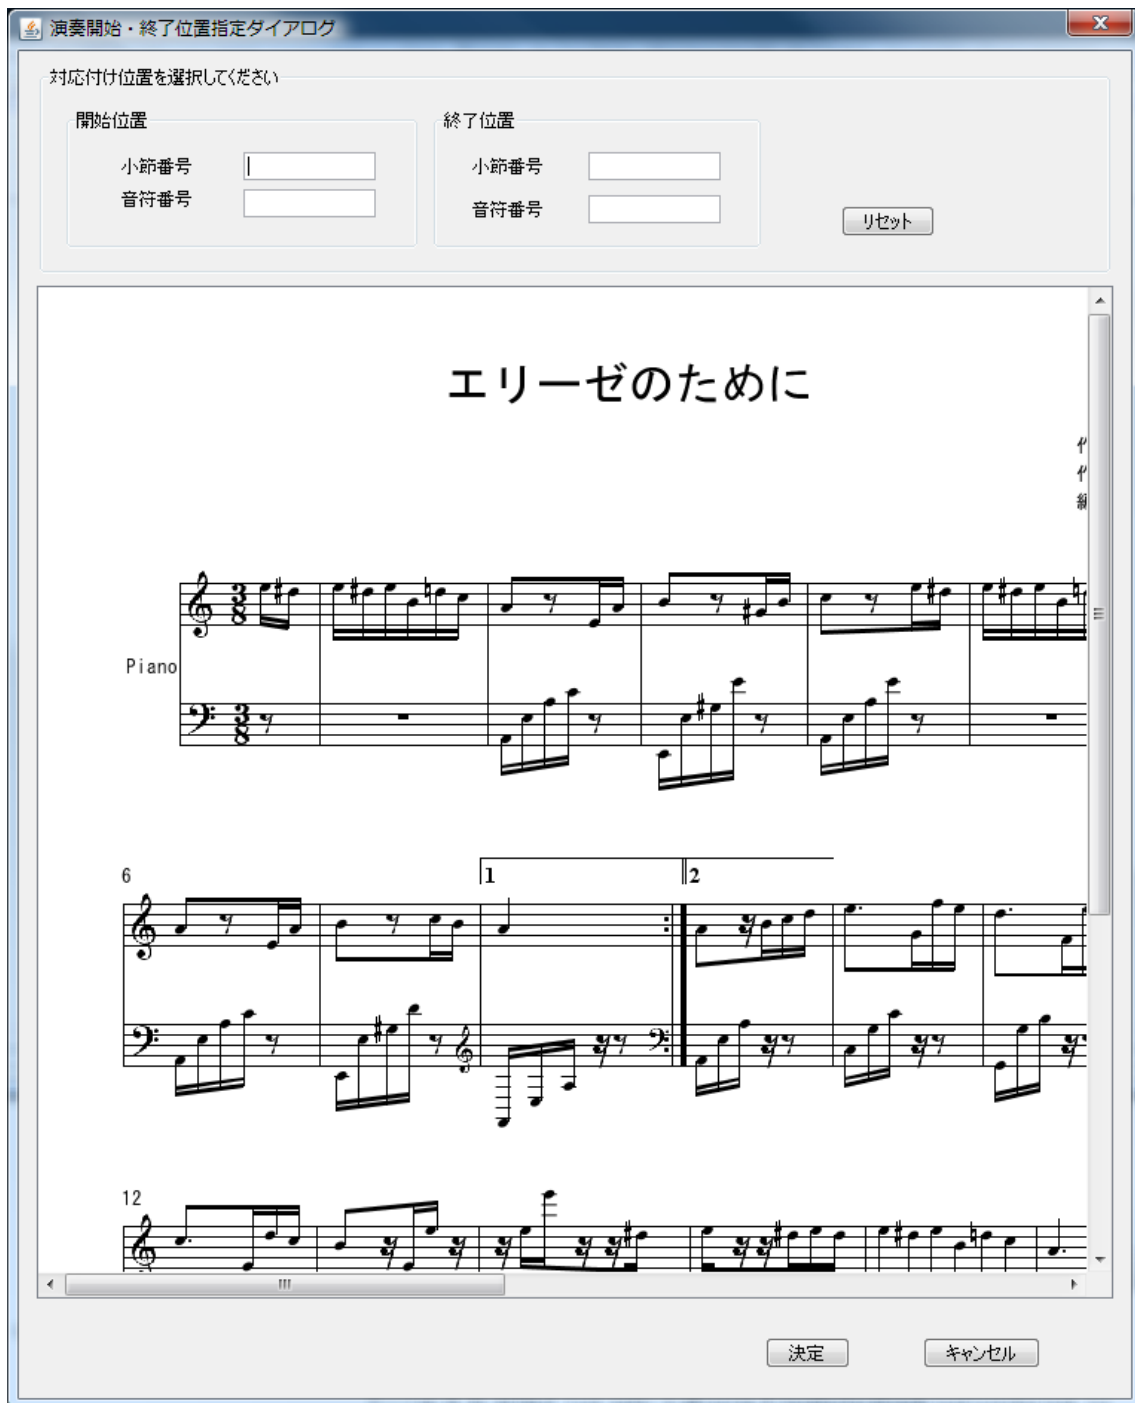 演奏開始・終了位置指定ダイアログ
対応付け位置を選択してください
開始位置
小節番号
音符番号
終了位置
小節番号
音符番号
リセット
エリーゼのために
3
8
Piano
3
8
6
1
2
12
決定
キャンセル